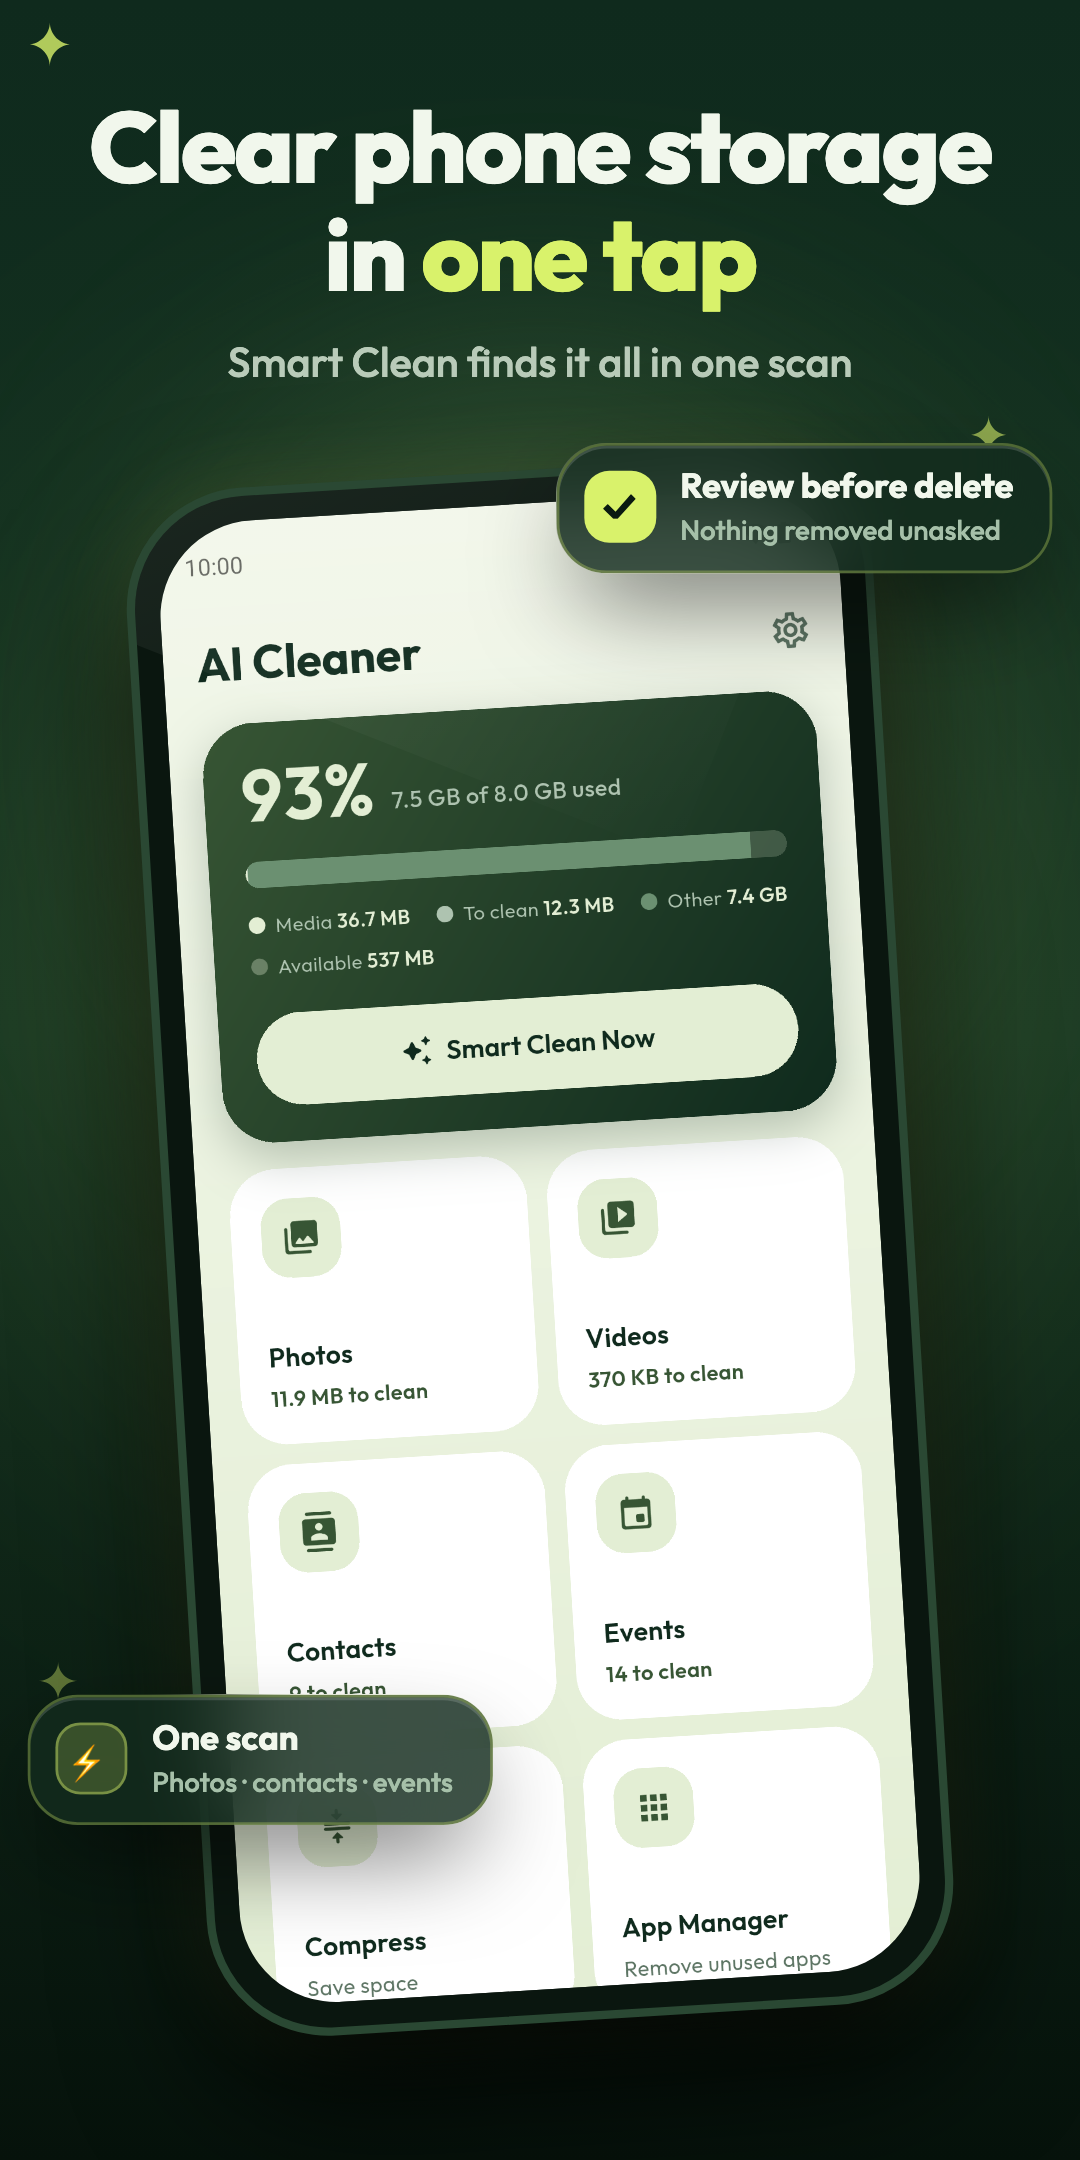 Clear phone storage
in one tap
Smart Clean finds it all in one scan
Review before delete
Nothing removed unasked
10:00
AI Cleaner
93% 7.5 GB of 8.0 GB used
Media 36.7 MB To clean 12.3 MB Other 7.4 GB
Available 537 MB
Smart Clean Now
Photos
11.9 MB to clean
Videos
370 KB to clean
Contacts
to clean
Events
14 to clean
One scan
Photos · contacts · events
Compress
Save space
App Manager
Remove unused apps